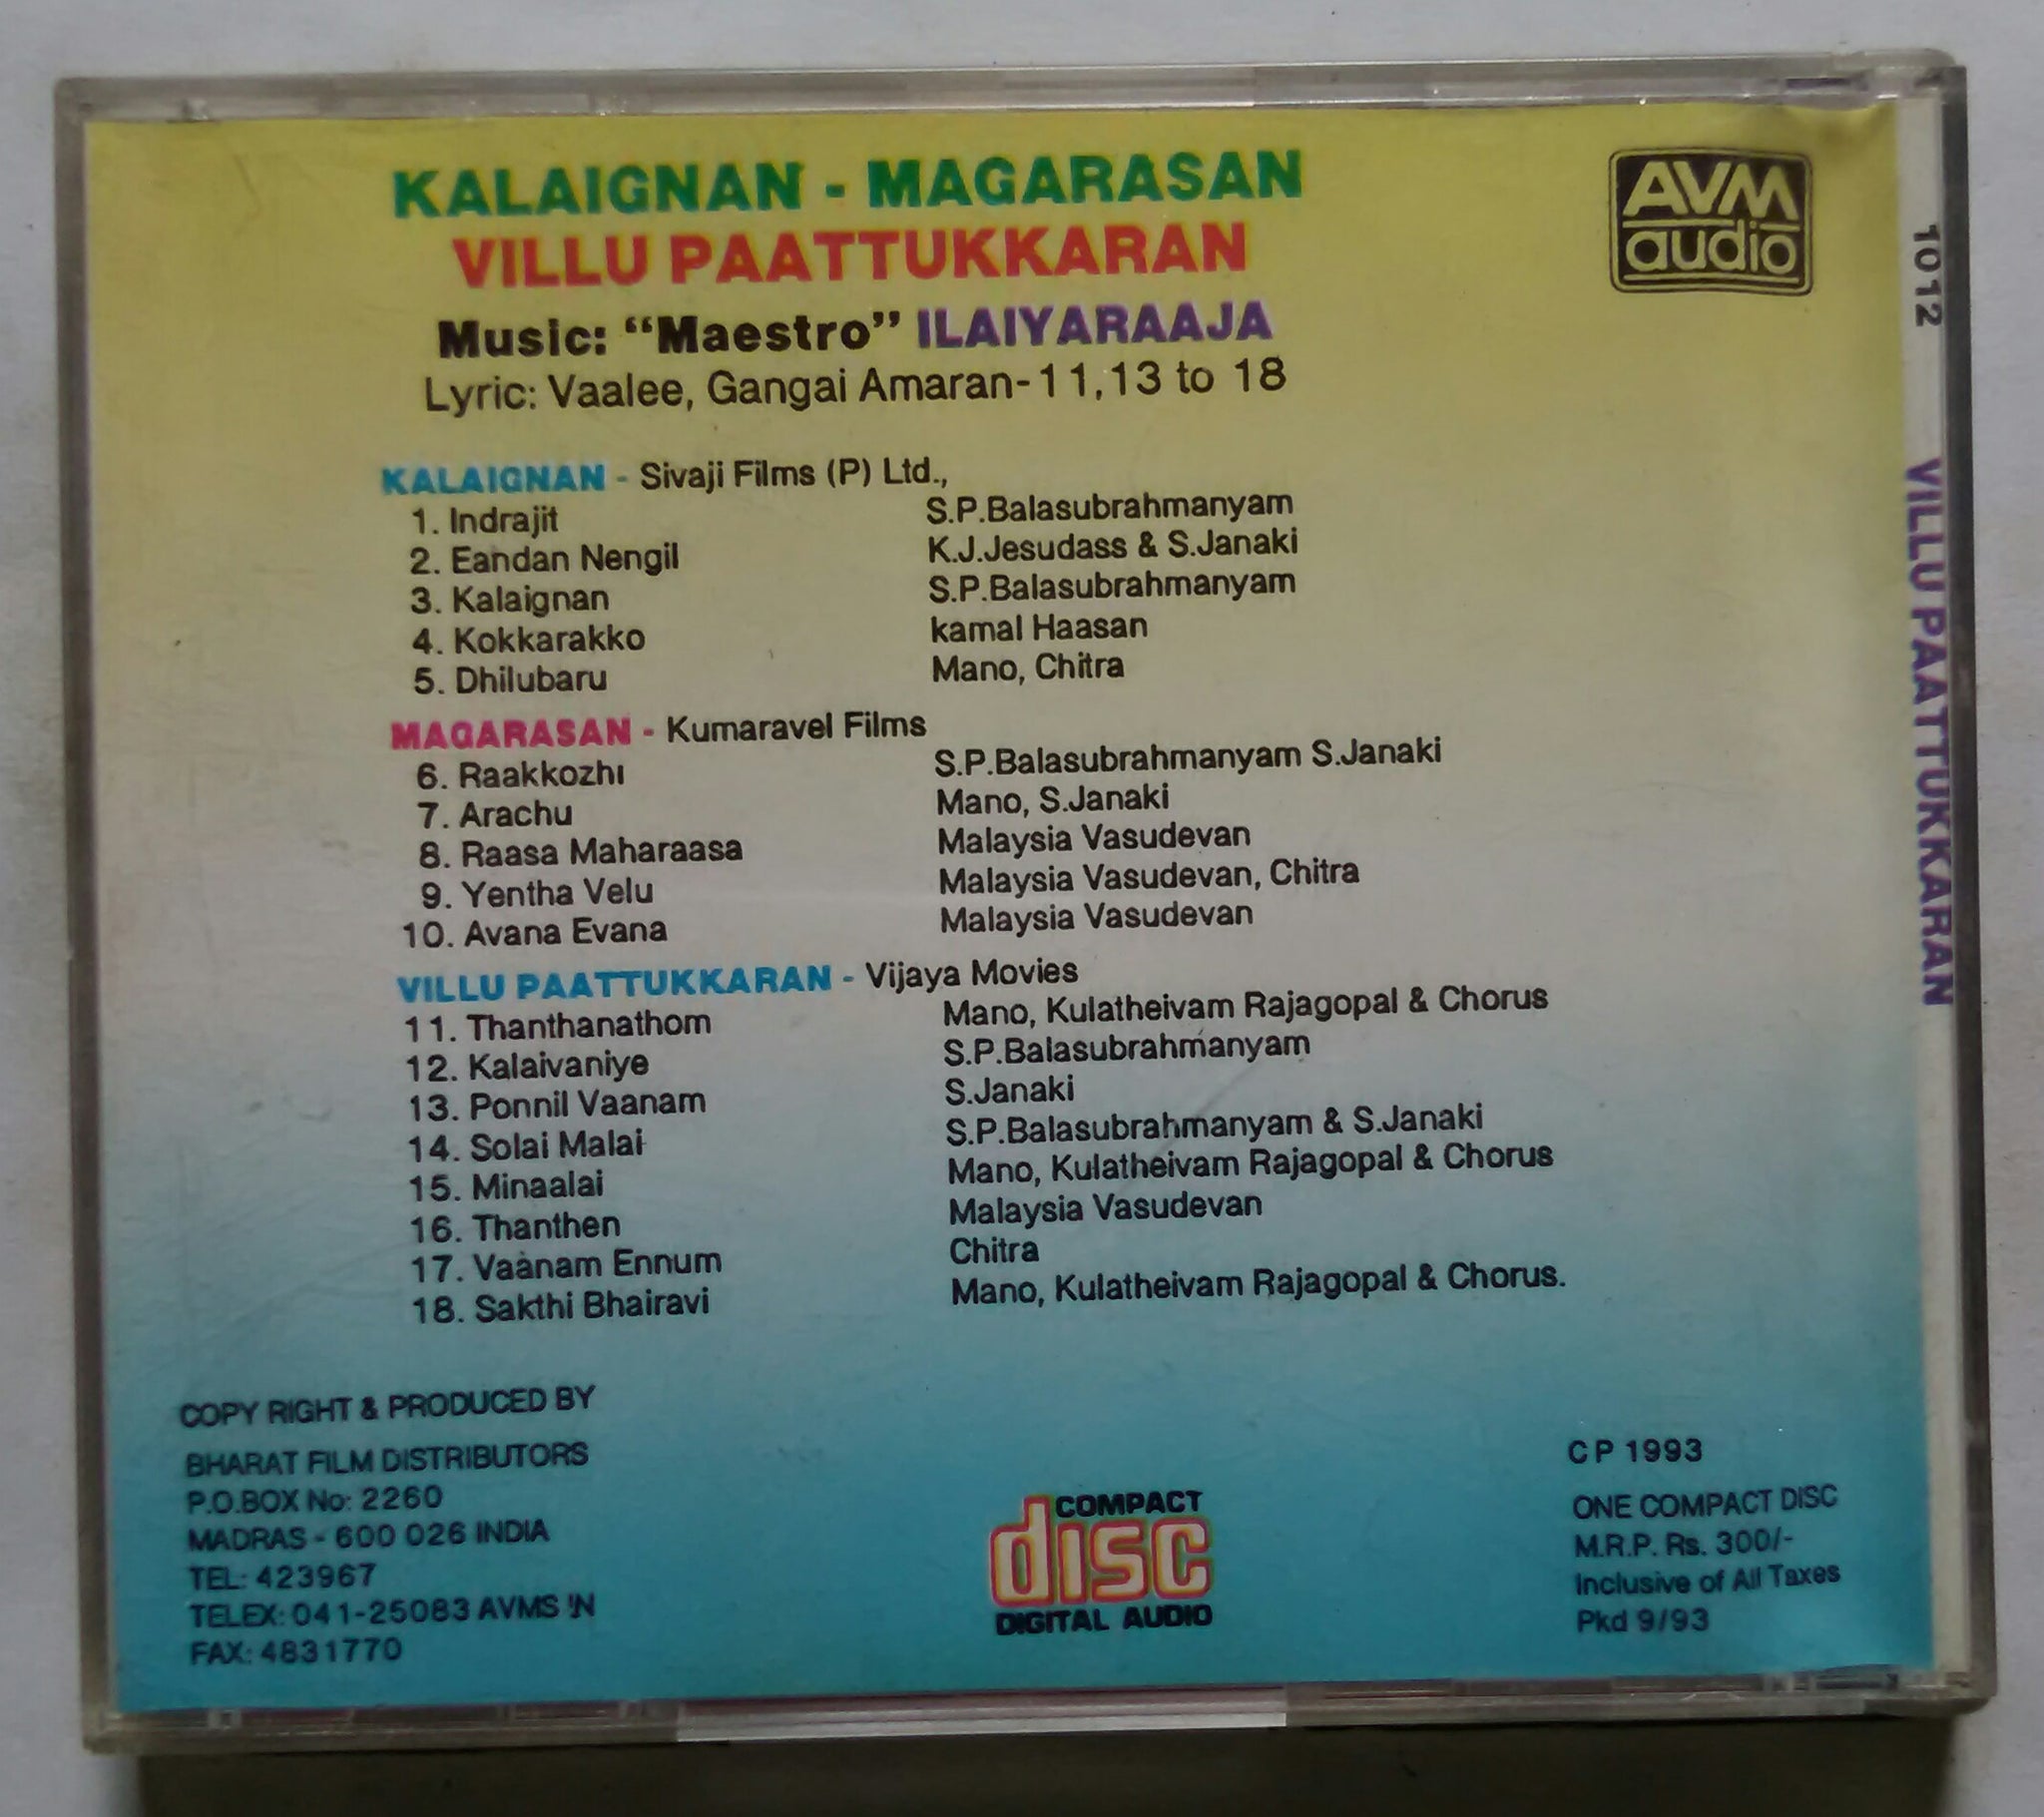 KALAIGNAN - MAGARASAN
VILLU PAATTUKKARAN
Music: “Maestro” ILAIYARAAJA
Lyric: Vaalee, Gangai Amaran-11,13 to 18
AVM
audio
KALAIGNAN - Sivaji Films (P) Ltd.,
1. Indrajit S.P.Balasubrahmanyam
2. Eandan Nengil K.J.Jesudass & S.Janaki
3. Kalaignan S.P.Balasubrahmanyam
4. Kokkarakko kamal Haasan
5. Dhilubaru Mano, Chitra
MAGARASAN - Kumaravel Films
6. Raakkozhi S.P.Balasubrahmanyam S.Janaki
7. Arachu Mano, S.Janaki
8. Raasa Maharaasa Malaysia Vasudevan
9. Yentha Velu Malaysia Vasudevan, Chitra
10. Avana Evana Malaysia Vasudevan
VILLU PAATTUKKARAN - Vijaya Movies
11. Thanthanathom Mano, Kulatheivam Rajagopal & Chorus
12. Kalaivaniye S.P.Balasubrahmanyam
13. Ponnil Vaanam S.Janaki
14. Solai Malai S.P.Balasubrahmanyam & S.Janaki
15. Minaalai Mano, Kulatheivam Rajagopal & Chorus
16. Thanthen Malaysia Vasudevan
17. Vaanam Ennum Chitra
18. Sakthi Bhairavi Mano, Kulatheivam Rajagopal & Chorus.
COPY RIGHT & PRODUCED BY
BHARAT FILM DISTRIBUTORS
P.O.BOX No: 2260
MADRAS - 600 026 INDIA
TEL: 423967
TELEX: 041-25083 AVMS IN
FAX: 4831770
COMPACT
disc
DIGITAL AUDIO
C P 1993
ONE COMPACT DISC
M.R.P. Rs. 300/-
Inclusive of All Taxes
Pkd 9/93
1012 VILLU PAATTUKKARAN